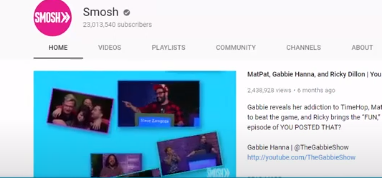 SMOSH
Smosh
23,013,540 subscribers
HOME
VIDEOS
PLAYLISTS
COMMUNITY
CHANNELS
ABOUT
MatPat, Gabbie Hanna, and Ricky Dillon | You
2,438,928 views • 6 months ago
Gabbie reveals her addiction to TimeHop, Mat
to beat the game, and Ricky brings the "FUN,"
episode of YOU POSTED THAT?
Gabbie Hanna | @TheGabbieShow
http://youtube.com/TheGabbieShow
SMOSH